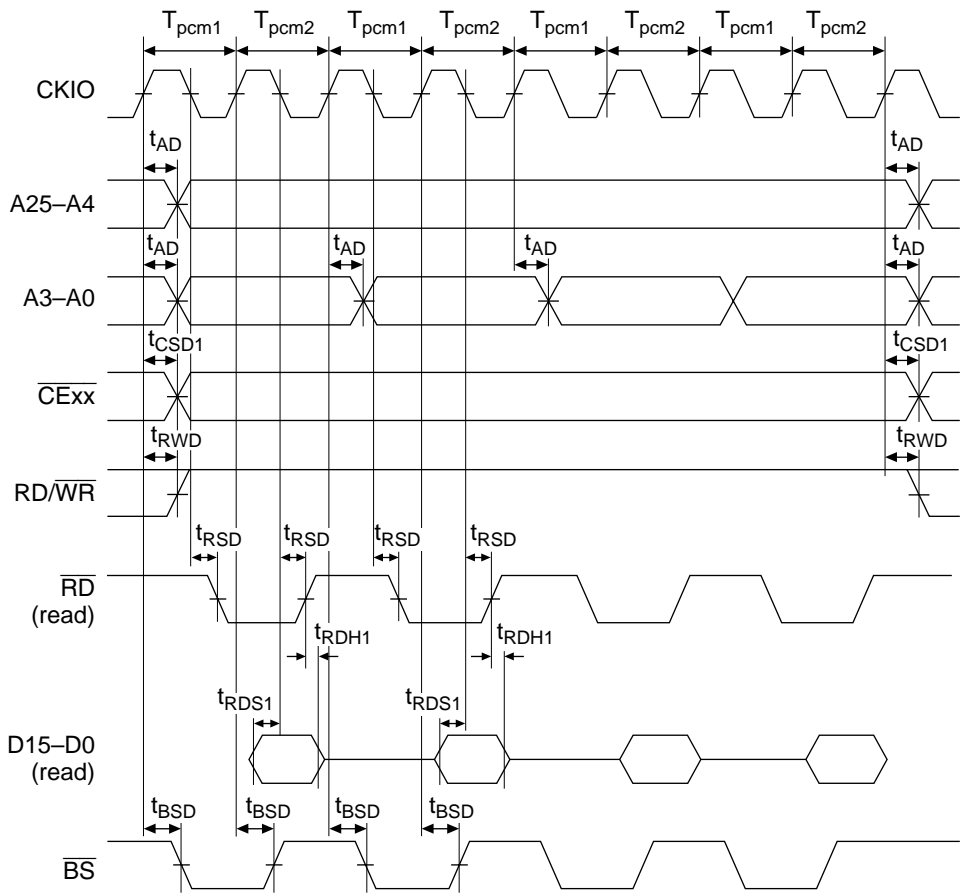 Tpcm1 Tpcm2 Tpcm1 Tpcm2 Tpcm1 Tpcm2 Tpcm1 Tpcm2
CKIO
tAD tAD
A25–A4
tAD tAD tAD tAD
A3–A0
tCSD1 tCSD1
CExx
tRWD tRWD
RD/WR
tRSD tRSD tRSD tRSD
RD
(read)
tRDH1 tRDH1
tRDS1 tRDS1
D15–D0
(read)
tBSD tBSD tBSD tBSD
BS